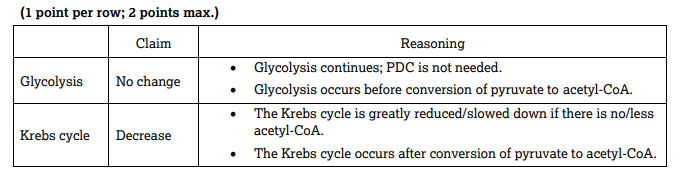 (1 point per row; 2 points max.)
Claim
Reasoning
Glycolysis
No change
• Glycolysis continues; PDC is not needed.
• Glycolysis occurs before conversion of pyruvate to acetyl-CoA.
Krebs cycle
Decrease
• The Krebs cycle is greatly reduced/slowed down if there is no/less
acetyl-CoA.
• The Krebs cycle occurs after conversion of pyruvate to acetyl-CoA.